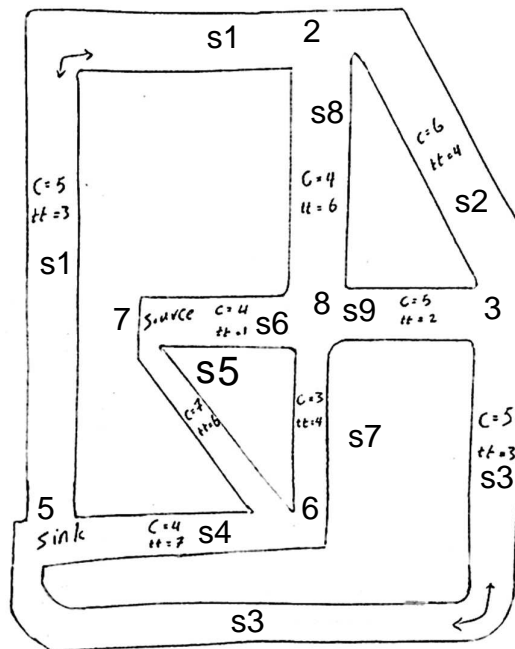 s1
2
s8
C=6
tt=4
C=5
tt=3
C=4
tt=6
s2
s1
7
source
C=4
tt=1
s6
8
s9
C=5
tt=2
3
s5
C=7
tt=6
C=3
tt=4
s7
C=5
tt=3
s3
5
sink
C=4
tt=7
s4
6
s3